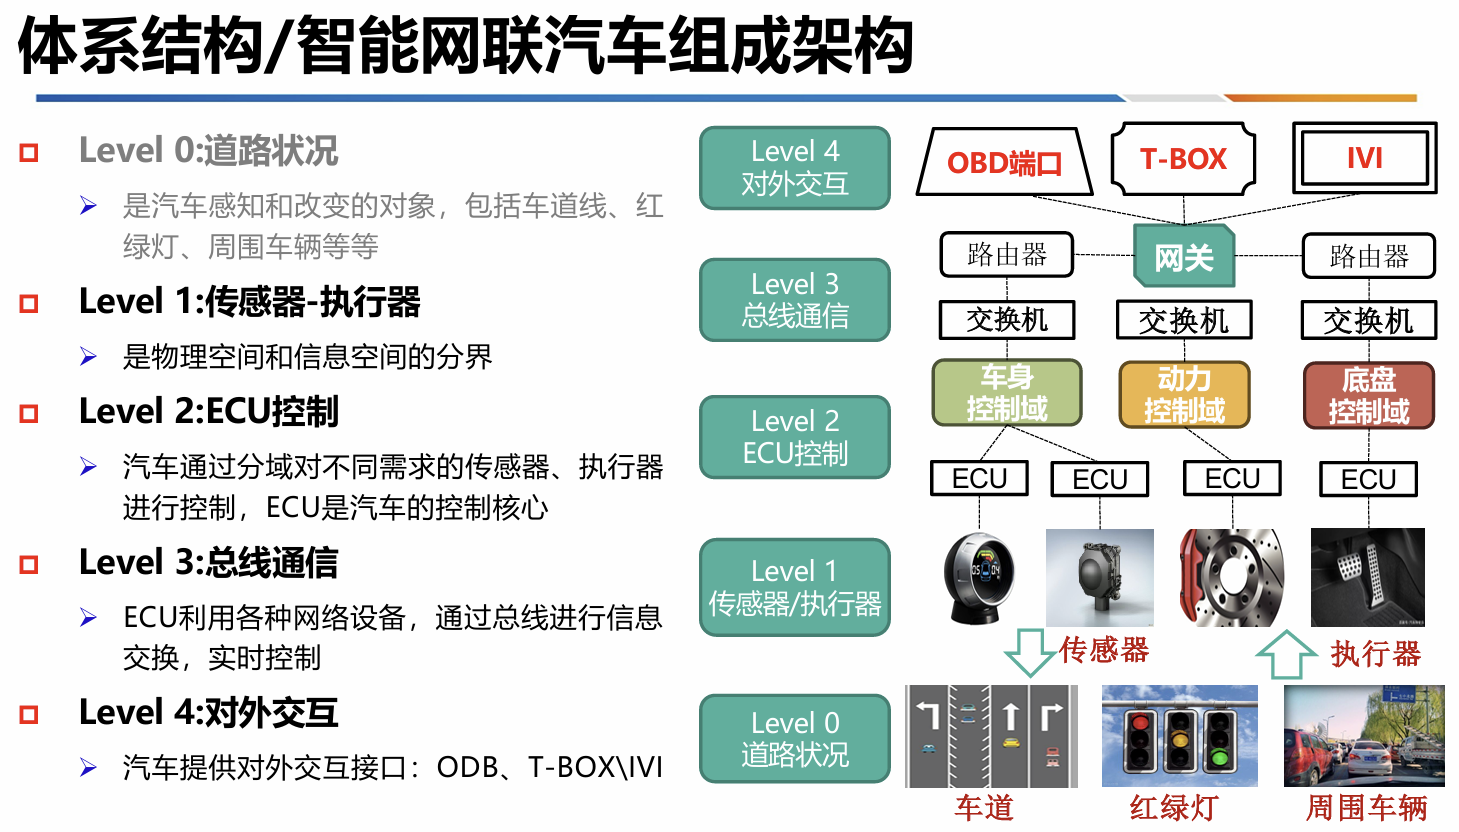 体系结构/智能网联汽车组成架构
Level 0:道路状况
是汽车感知和改变的对象，包括车道线、红
绿灯、周围车辆等等
Level 1:传感器-执行器
是物理空间和信息空间的分界
Level 2:ECU控制
汽车通过分域对不同需求的传感器、执行器
进行控制，ECU是汽车的控制核心
Level 3:总线通信
ECU利用各种网络设备，通过总线进行信息
交换，实时控制
Level 4:对外交互
汽车提供对外交互接口：ODB、T-BOX\IVI
Level 4
对外交互
Level 3
总线通信
Level 2
ECU控制
Level 1
传感器/执行器
Level 0
道路状况
OBD端口
T-BOX
IVI
路由器
网关
路由器
交换机
交换机
交换机
车身
控制域
动力
控制域
底盘
控制域
ECU
ECU
ECU
ECU
传感器
执行器
车道
红绿灯
周围车辆